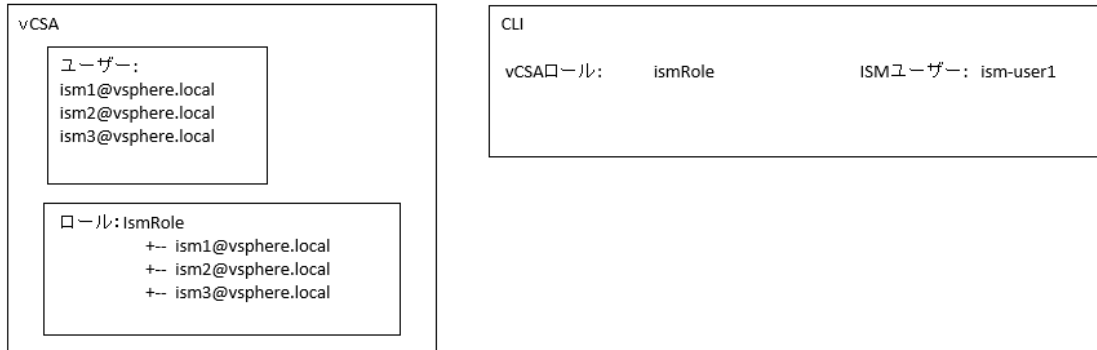 vCSA
ユーザー:
ism1@vsphere.local
ism2@vsphere.local
ism3@vsphere.local
ロール:IsmRole
+-- ism1@vsphere.local
+-- ism2@vsphere.local
+-- ism3@vsphere.local
CLI
vCSAロール: ismRole ISMユーザー: ism-user1